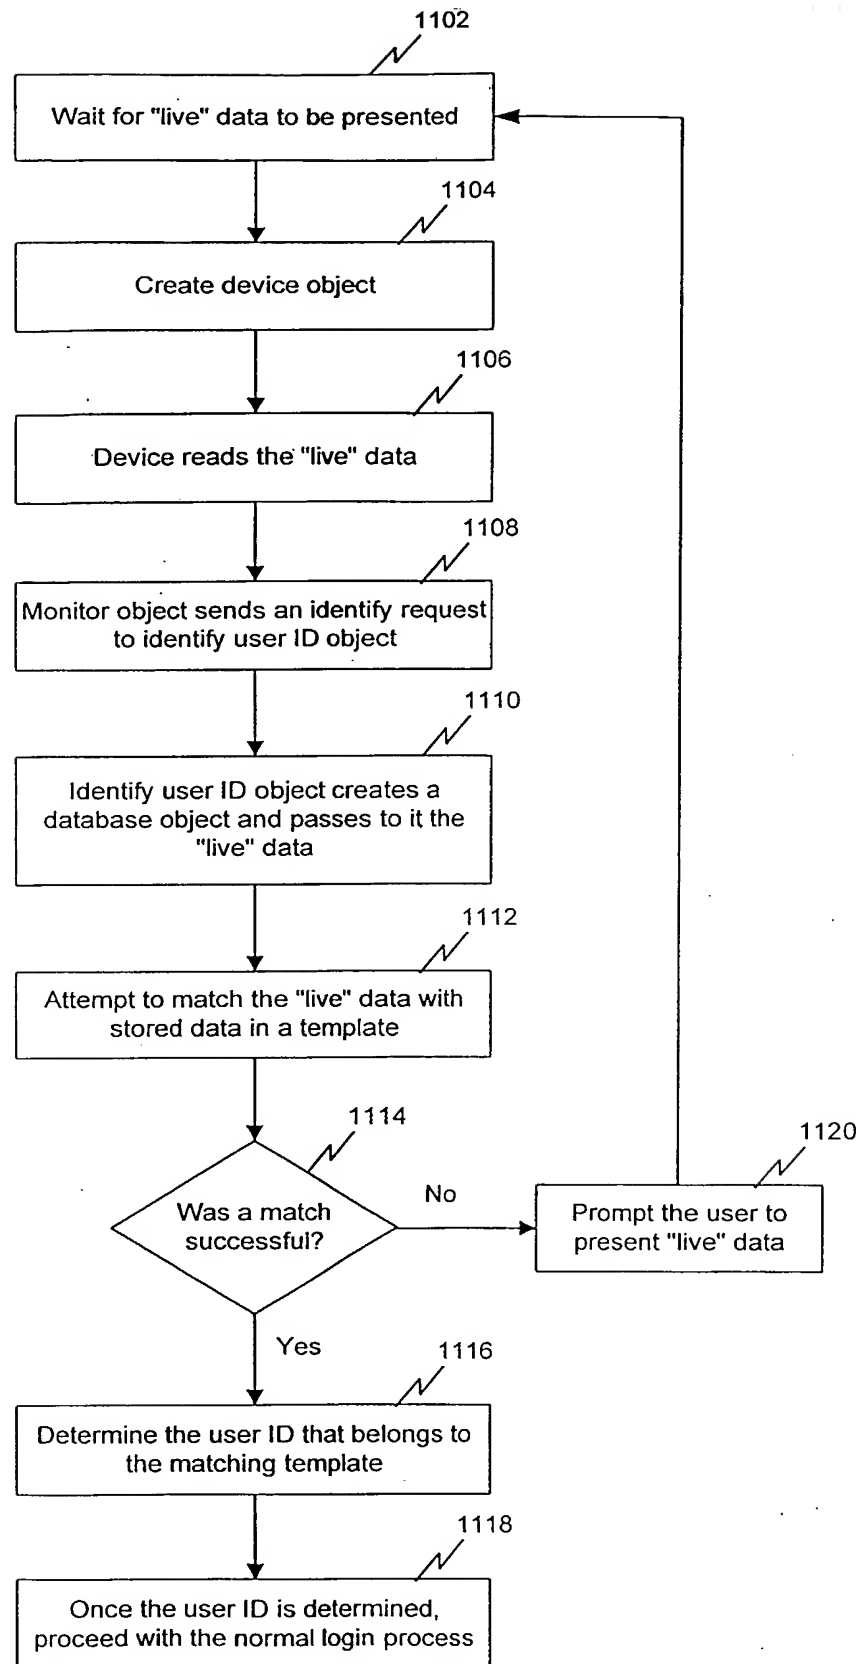 1102
Wait for "live" data to be presented
1104
Create device object
1106
Device reads the "live" data
1108
Monitor object sends an identify request
to identify user ID object
1110
Identify user ID object creates a
database object and passes to it the
"live" data
1112
Attempt to match the "live" data with
stored data in a template
1114
Was a match
successful?
No
1120
Prompt the user to
present "live" data
Yes
1116
Determine the user ID that belongs to
the matching template
1118
Once the user ID is determined,
proceed with the normal login process